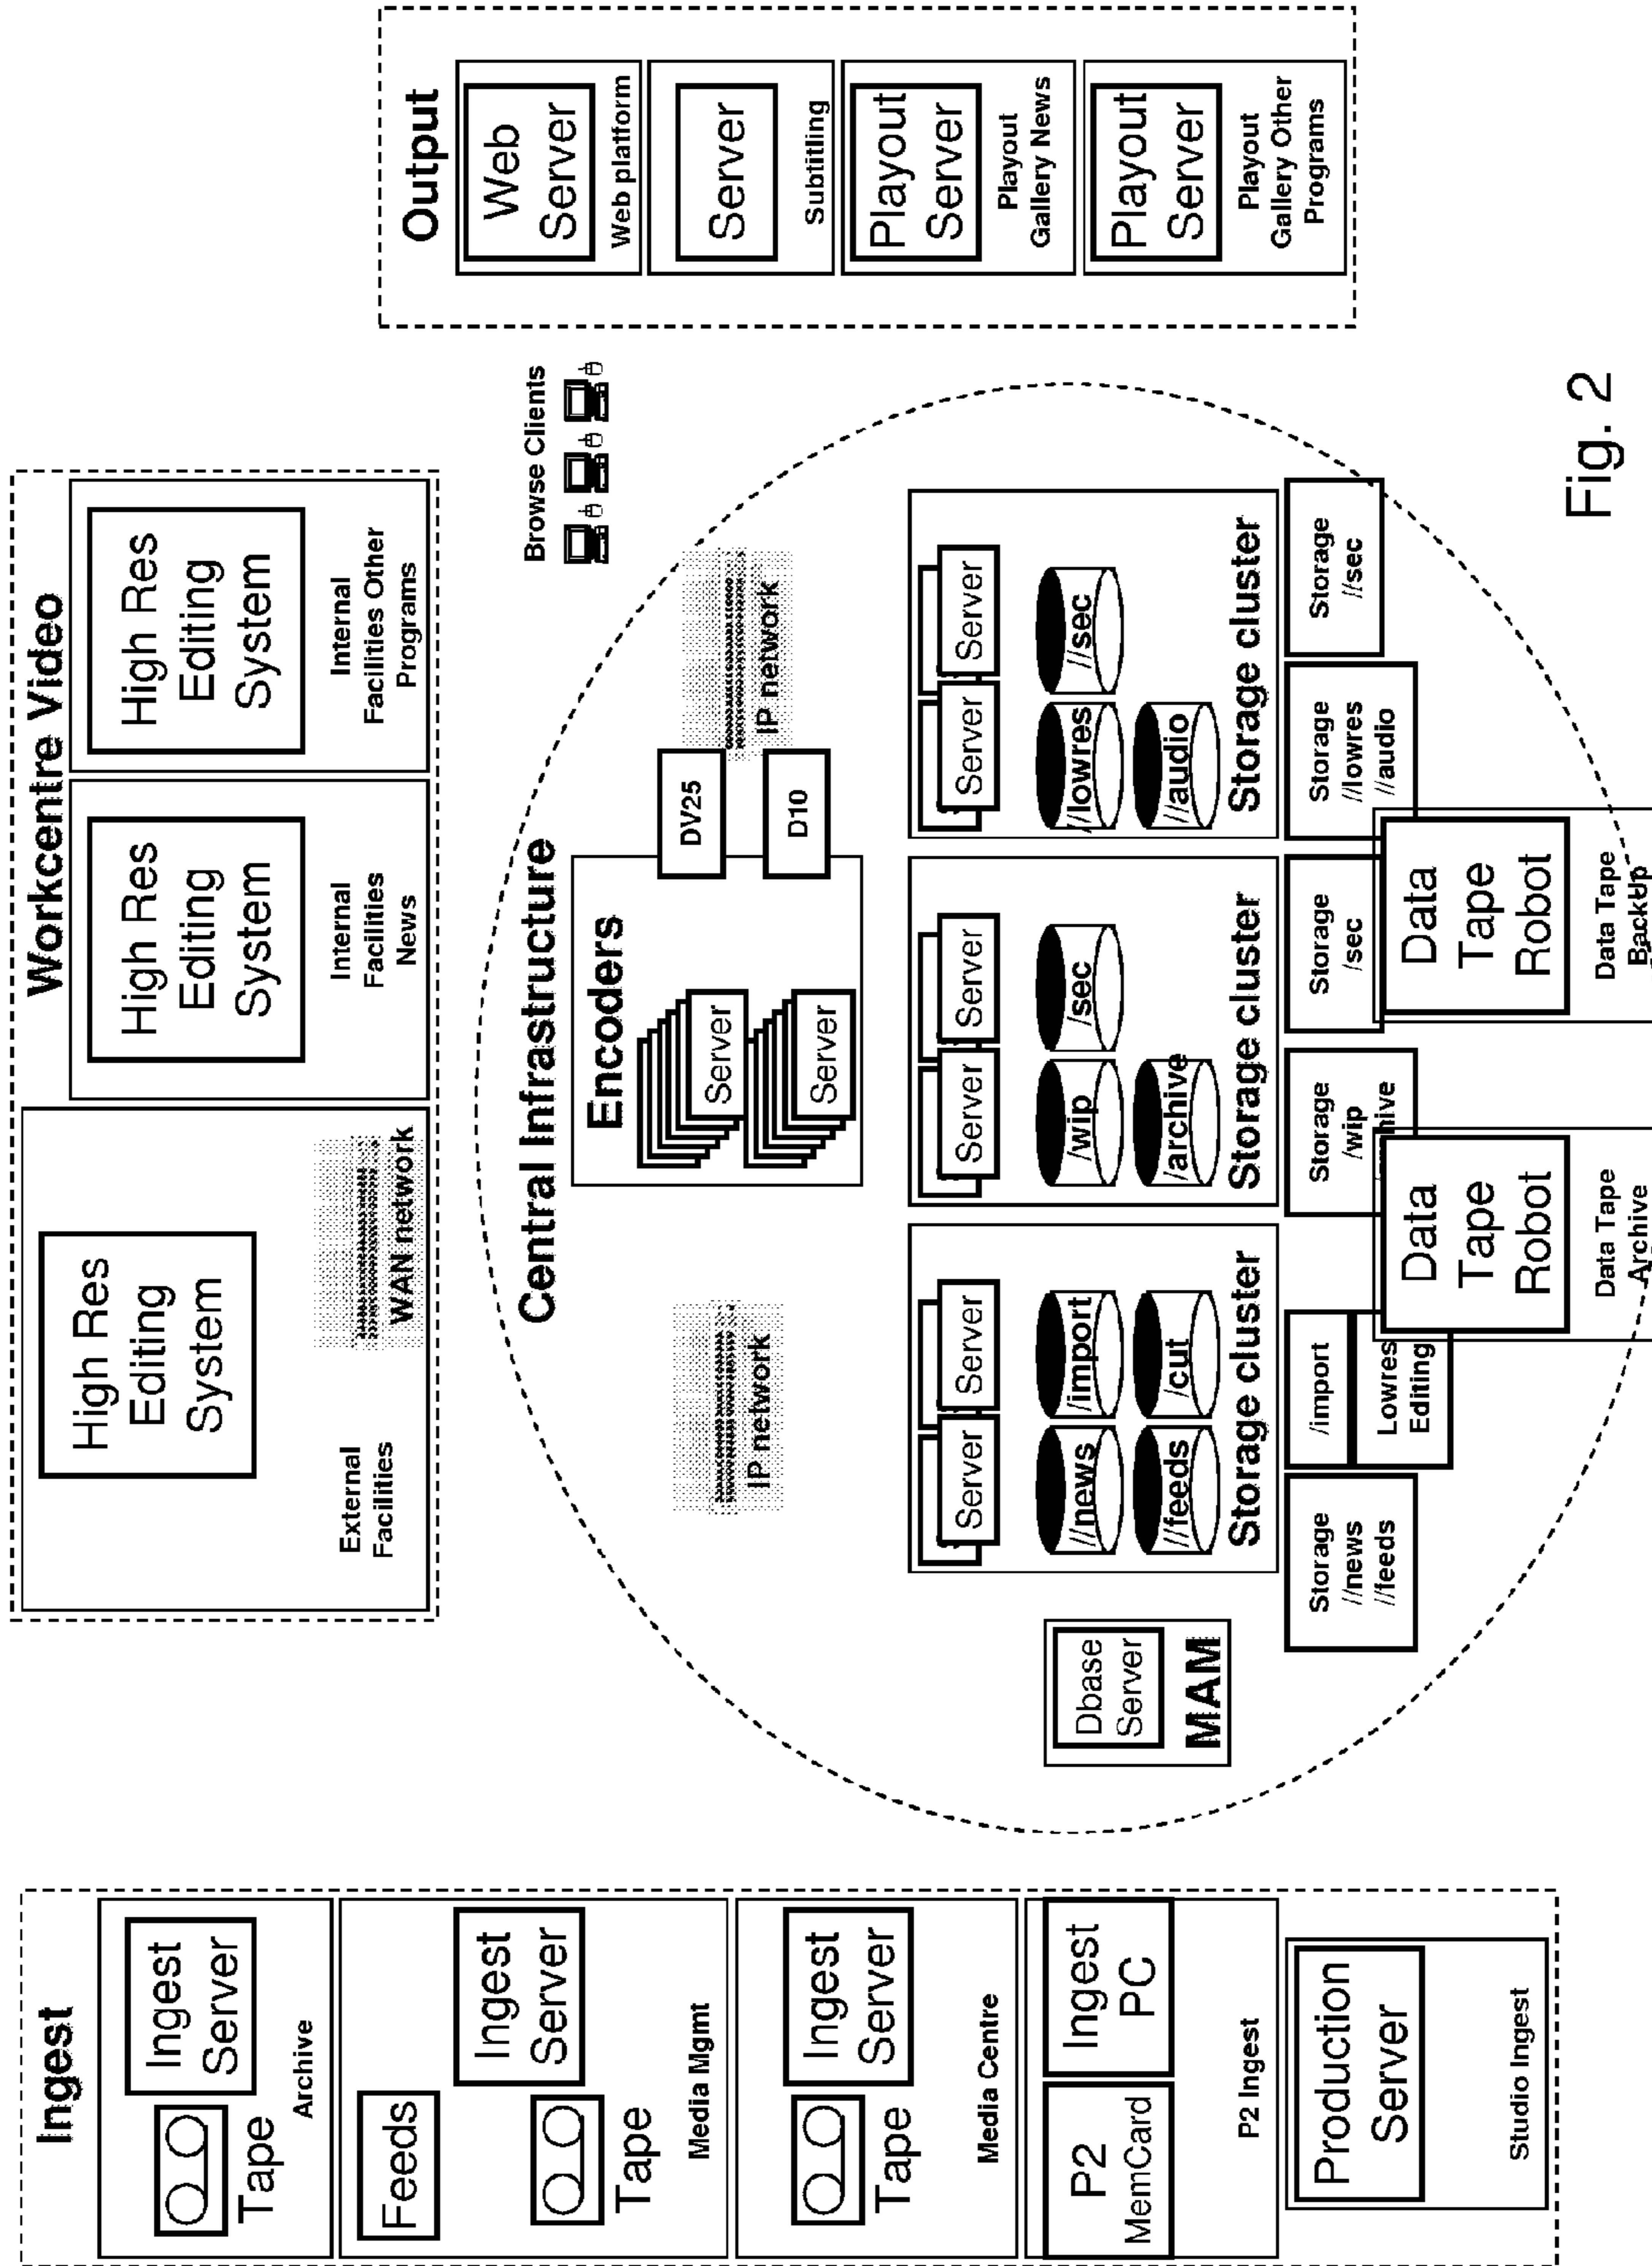 Ingest
Tape
Ingest
Server
Archive
Feeds
Tape
Ingest
Server
Media Mgmt
Tape
Ingest
Server
Media Centre
P2
MemCard
Ingest
PC
P2 Ingest
Production
Server
Studio Ingest
Workcentre Video
High Res
Editing
System
External
Facilities
WAN network
High Res
Editing
System
Internal
Facilities
News
High Res
Editing
System
Internal
Facilities Other
Programs
Browse Clients
Central Infrastructure
Encoders
Server
Server
DV25
D10
IP network
IP network
Dbase
Server
MAM
Server
Server
//news
/import
//feeds
/cut
Storage cluster
Server
Server
/wip
/sec
/archive
Storage cluster
Server
Server
//lowres
//sec
//audio
Storage cluster
Storage
//news
//feeds
/import
Lowres
Editing
Storage
/wip
hive
Storage
/sec
Storage
//lowres
//audio
Storage
//sec
Data
Tape
Robot
Data Tape
Archive
Data
Tape
Robot
Data Tape
BackUp
Output
Web
Server
Web platform
Server
Subtitling
Playout
Server
Playout
Gallery News
Playout
Server
Playout
Gallery Other
Programs
Fig. 2